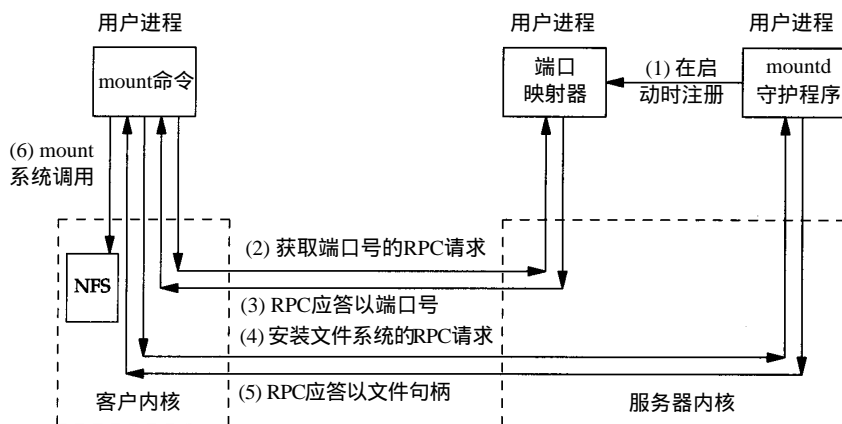 用户进程
用户进程
用户进程
mount命令
端口
映射器
(1) 在启
动时注册
mountd
守护程序
(6) mount
系统调用
(2) 获取端口号的RPC请求
NFS
(3) RPC应答以端口号
(4) 安装文件系统的RPC请求
(5) RPC应答以文件句柄
客户内核
服务器内核